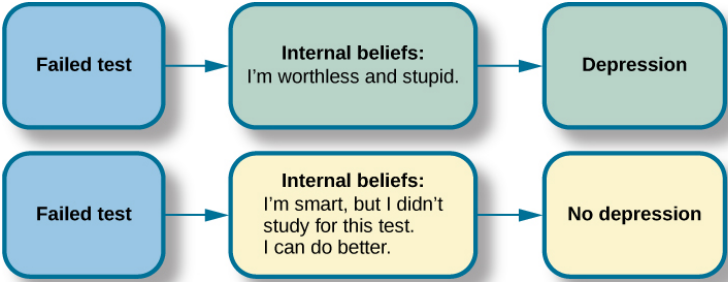 Failed test
Internal beliefs:
I'm worthless and stupid.
Depression
Failed test
Internal beliefs:
I'm smart, but I didn't
study for this test.
I can do better.
No depression